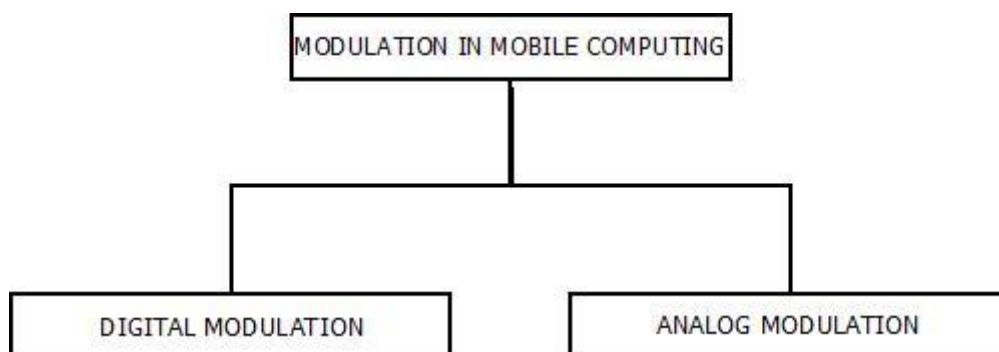 MODULATION IN MOBILE COMPUTING
DIGITAL MODULATION
ANALOG MODULATION